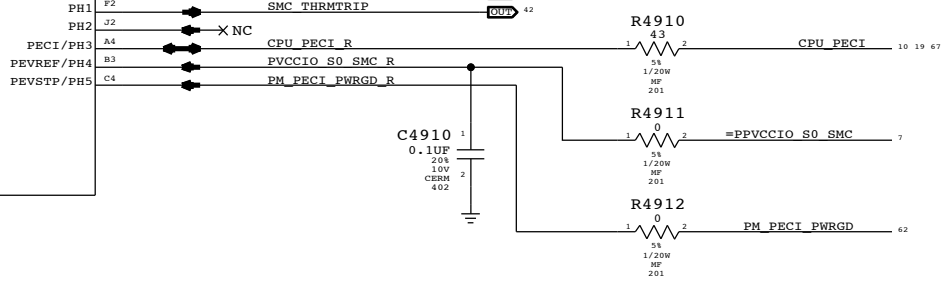 PH1 F2 SMC_THRMTRIP OUT 42
PH2 J2 NC
PECI/PH3 A4 CPU_PECI_R
PEVREF/PH4 B3 PVCCIO_S0_SMC_R
PEVSTP/PH5 C4 PM_PECI_PWRGD_R
R4910
43
1 2 CPU_PECI 10 19 67
5%
1/20W
MF
201
C4910 1
0.1UF
20%
10V
CERM 2
402
R4911
0
1 2 =PPVCCIO_S0_SMC 7
5%
1/20W
MF
201
R4912
0
1 2 PM_PECI_PWRGD 62
5%
1/20W
MF
201